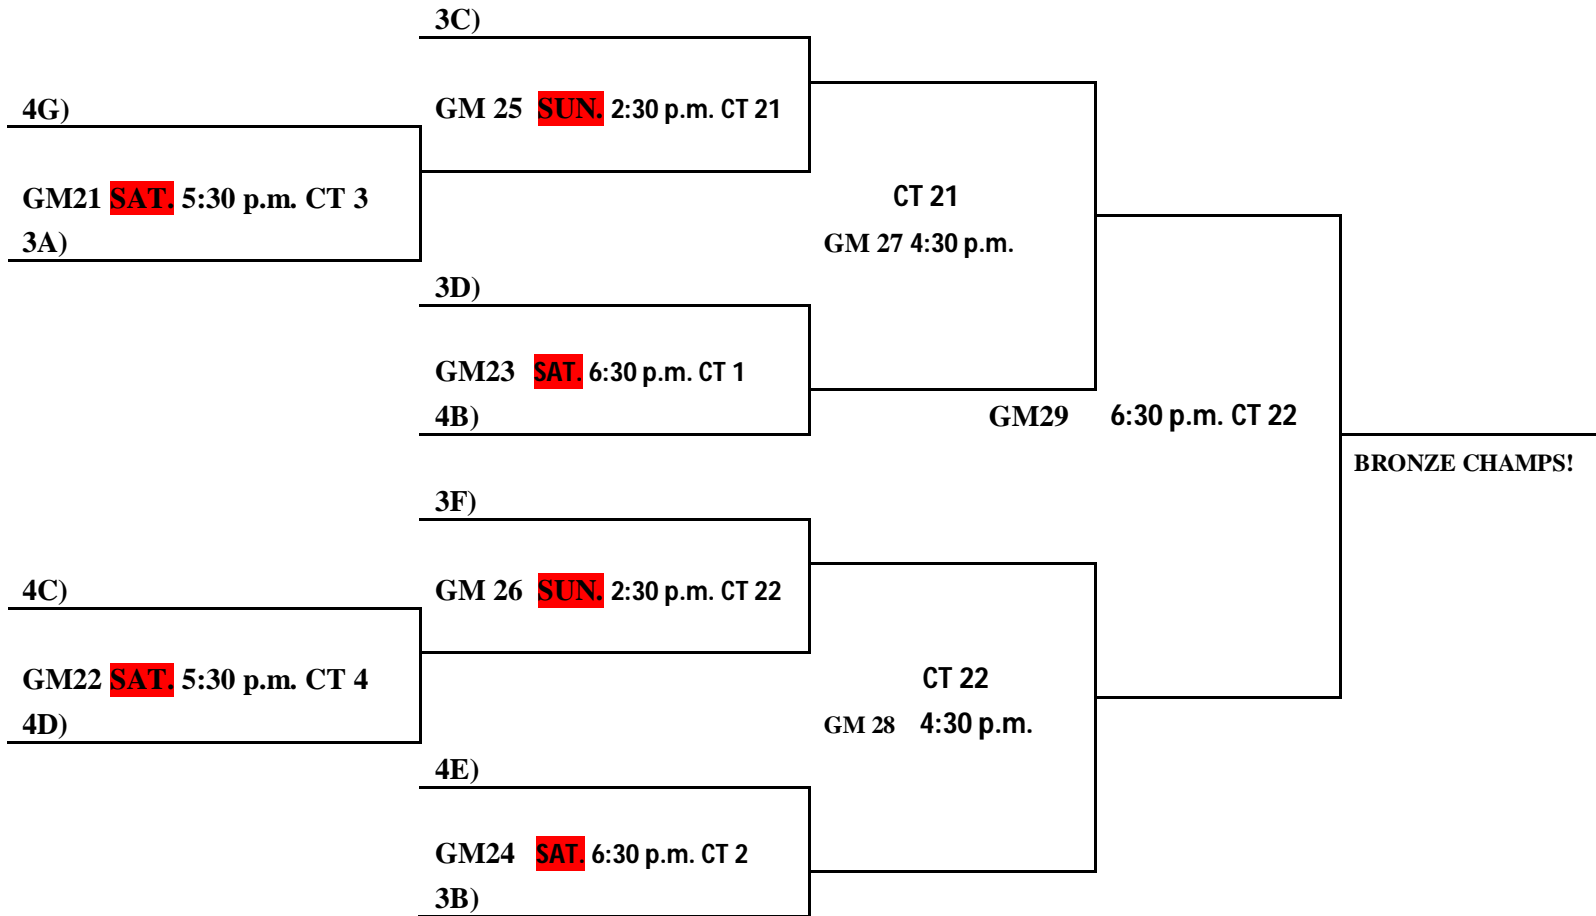 3C)
4G)
GM 25 SUN. 2:30 p.m. CT 21
GM21 SAT. 5:30 p.m. CT 3
CT 21
3A)
GM 27 4:30 p.m.
3D)
GM23 SAT. 6:30 p.m. CT 1
4B)
GM29 6:30 p.m. CT 22
BRONZE CHAMPS!
3F)
4C)
GM 26 SUN. 2:30 p.m. CT 22
GM22 SAT. 5:30 p.m. CT 4
CT 22
4D)
GM 28 4:30 p.m.
4E)
GM24 SAT. 6:30 p.m. CT 2
3B)